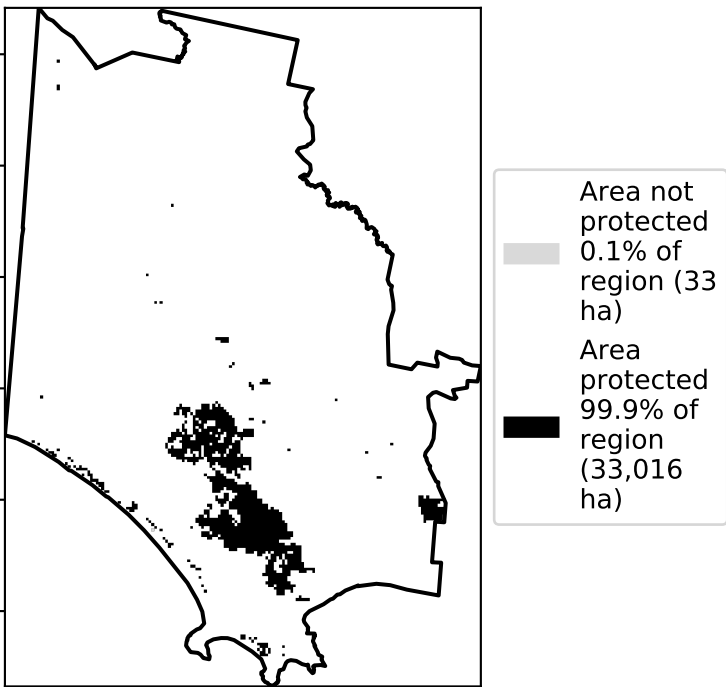 Area not
protected
0.1% of
region (33
ha)
Area
protected
99.9% of
region
(33,016
ha)